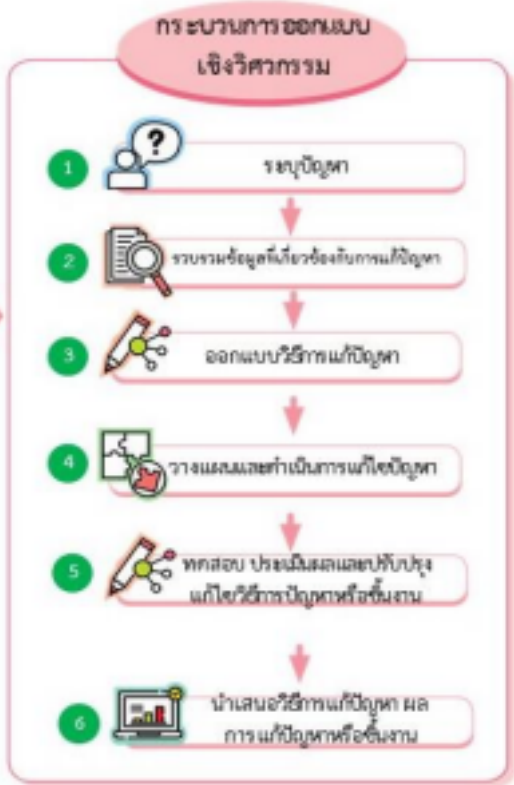 กระบวนการออกแบบ
เชิงวิศวกรรม
1
?
ระบุปัญหา
2
รวบรวมข้อมูลที่เกี่ยวข้องกับการแก้ปัญหา
3
ออกแบบวิธีการแก้ปัญหา
4
วางแผนและดำเนินการแก้ไขปัญหา
5
ทดสอบ ประเมินผลและปรับปรุง
แก้ไขวิธีการปัญหาหรือชิ้นงาน
6
นำเสนอวิธีการแก้ปัญหา ผล
การแก้ปัญหาหรือชิ้นงาน